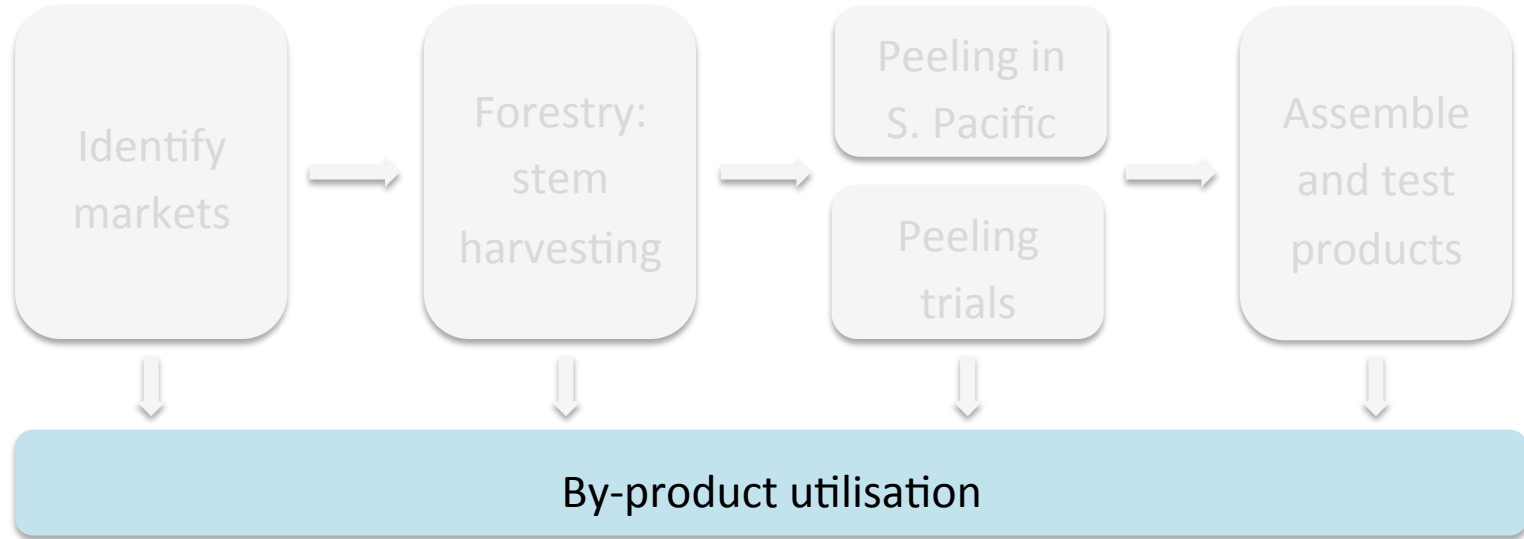 Identify
markets
Forestry:
stem
harvesting
Peeling in
S. Pacific
Peeling
trials
Assemble
and test
products
By-product utilisation